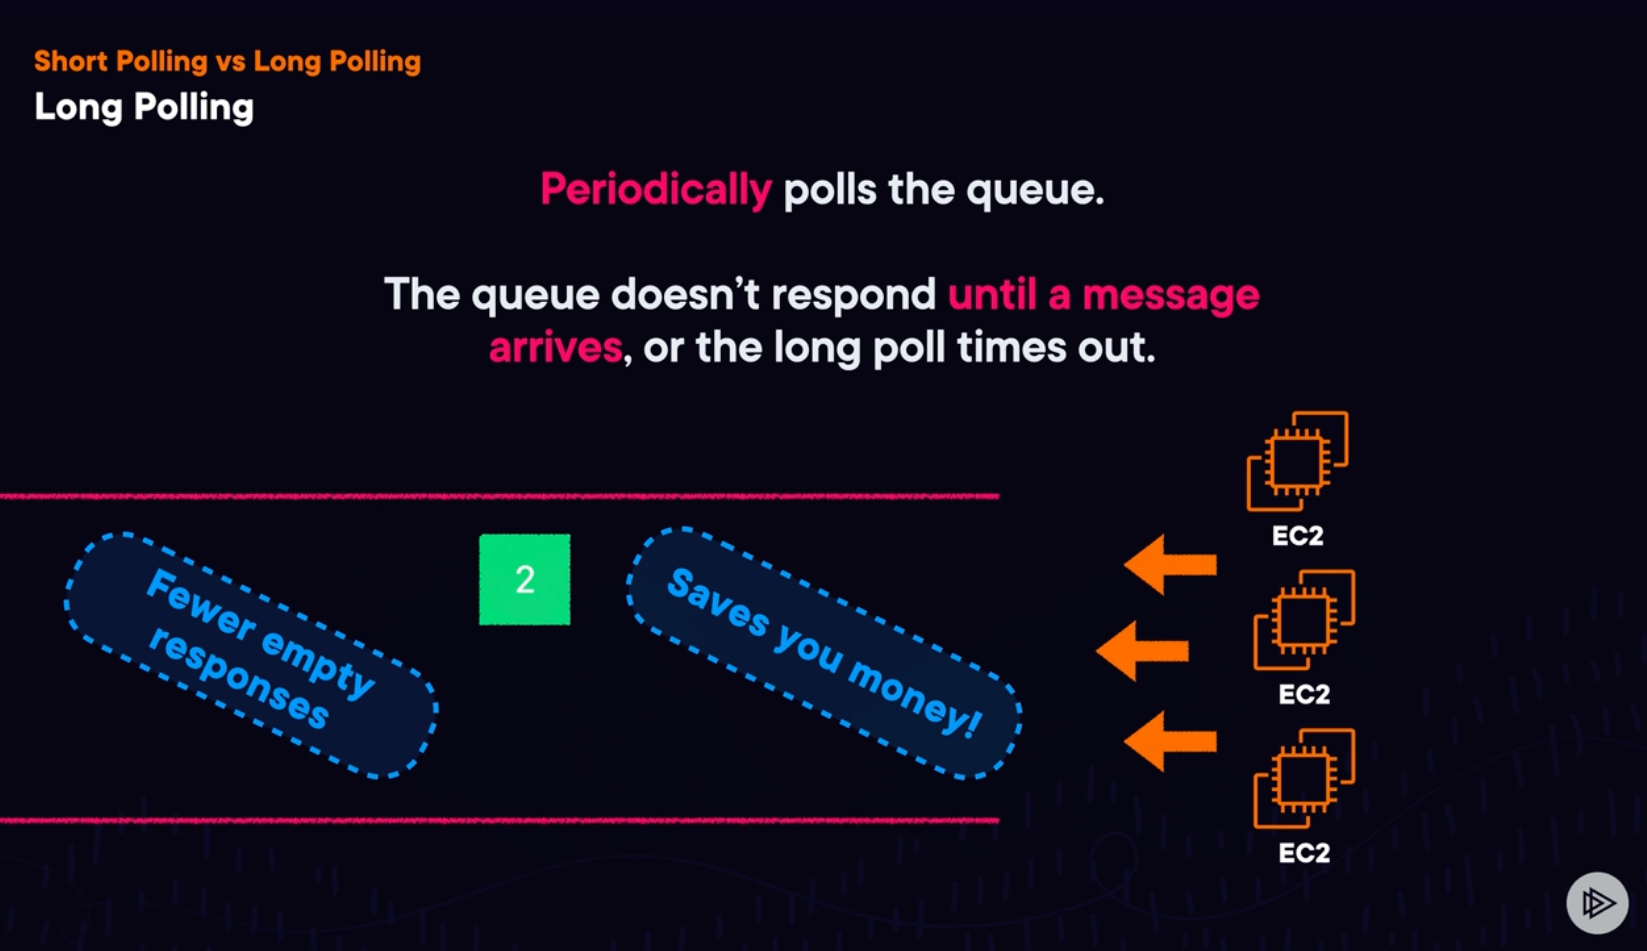 Short Polling vs Long Polling
Long Polling
Periodically polls the queue.
The queue doesn't respond until a message
arrives, or the long poll times out.
Fewer empty
responses
2
Saves you money!
EC2
EC2
EC2